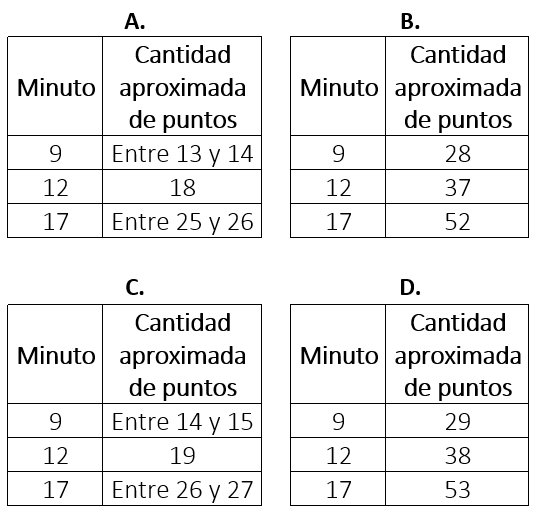 A. B.
Minuto Cantidad aproximada de puntos Minuto Cantidad aproximada de puntos
9 Entre 13 y 14 9 28
12 18 12 37
17 Entre 25 y 26 17 52
C. D.
Minuto Cantidad aproximada de puntos Minuto Cantidad aproximada de puntos
9 Entre 14 y 15 9 29
12 19 12 38
17 Entre 26 y 27 17 53